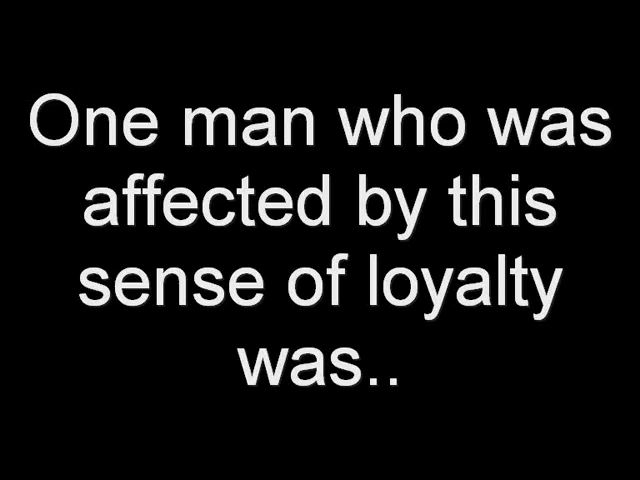 One man who was
affected by this
sense of loyalty
was..